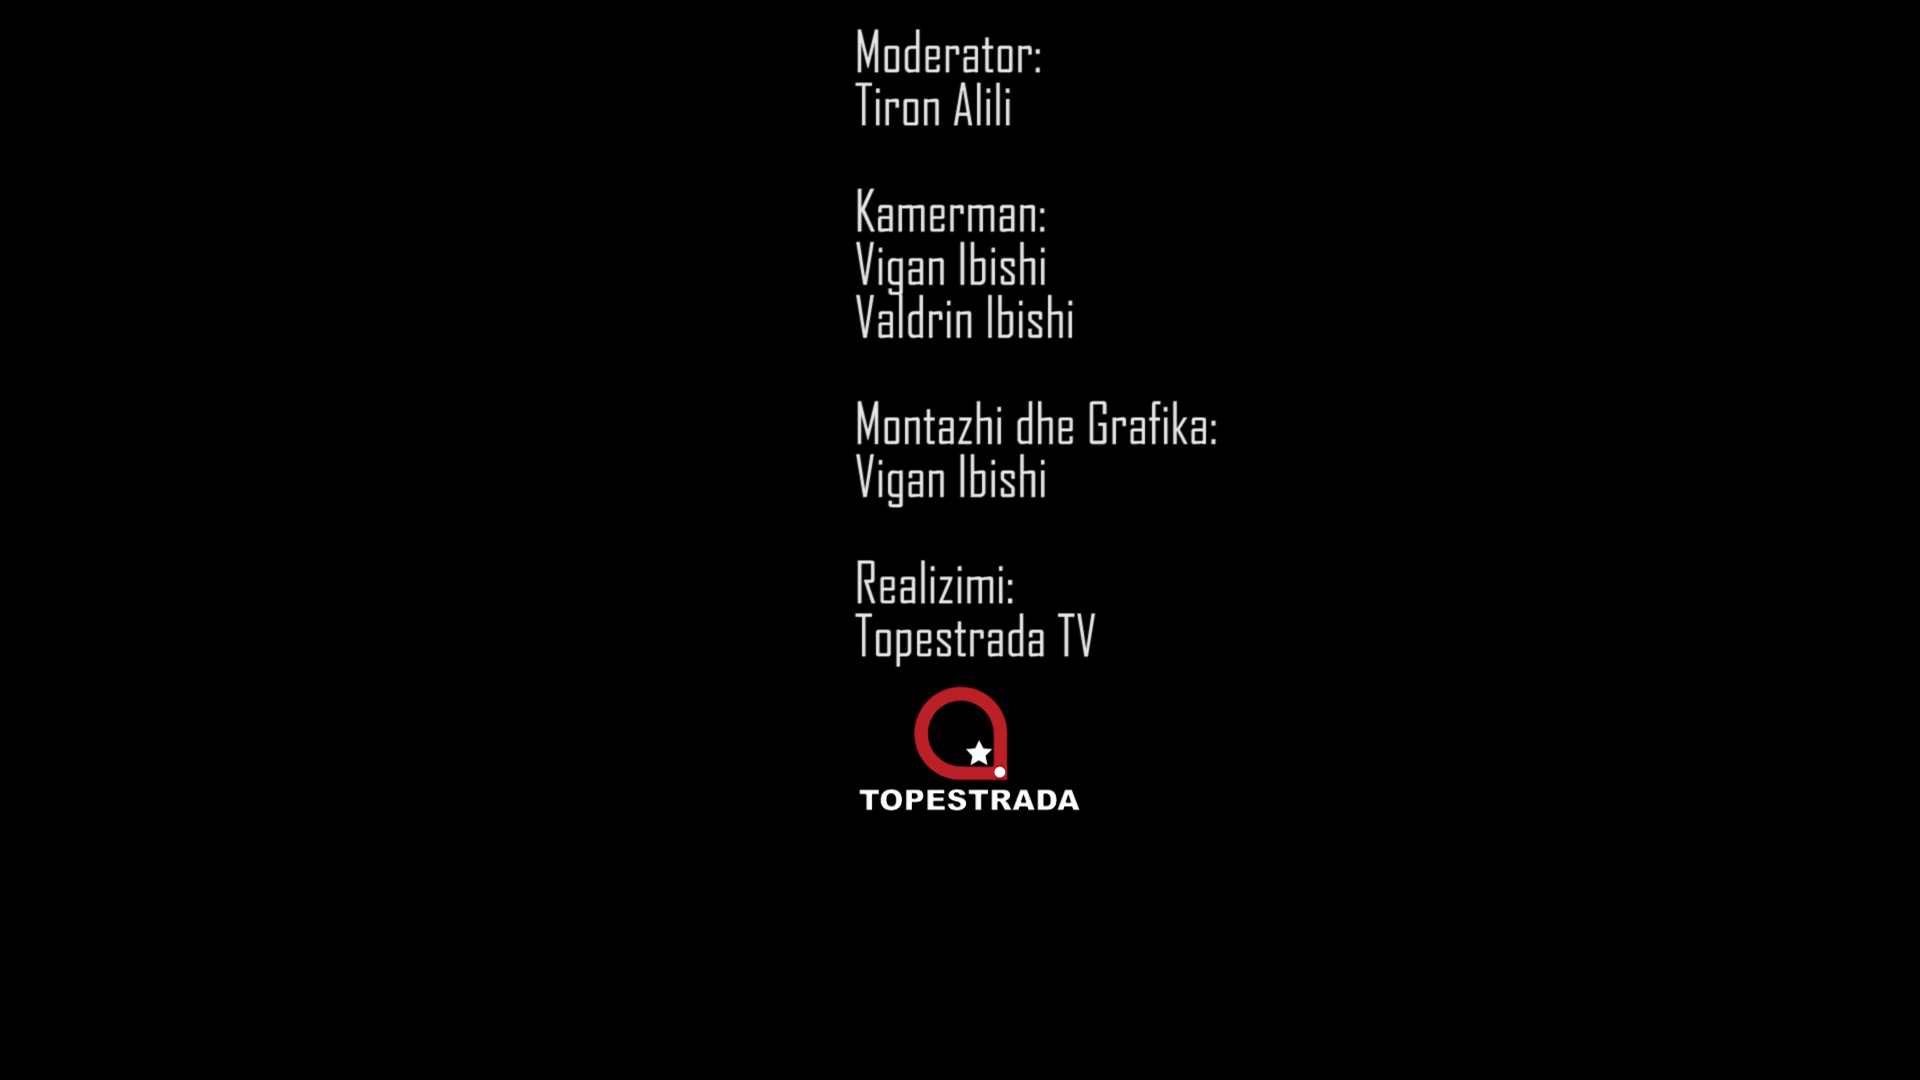 Moderator:
Tiron Alili
Kamerman:
Vigan Ibishi
Valdrin Ibishi
Montazhi dhe Grafika:
Vigan Ibishi
Realizimi:
Topestrada TV
TOPESTRADA